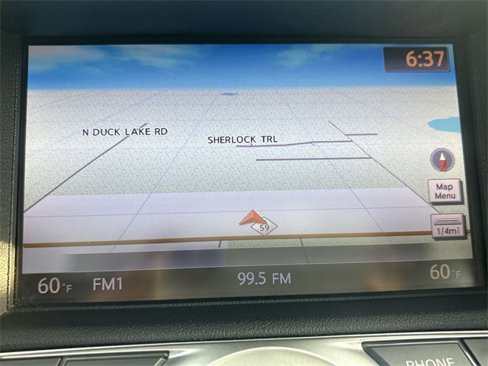 6:37
N DUCK LAKE RD
SHERLOCK TRL
Map
Menu
59
1/4mi
60°F FM1 99.5 FM 60°F
PHONE